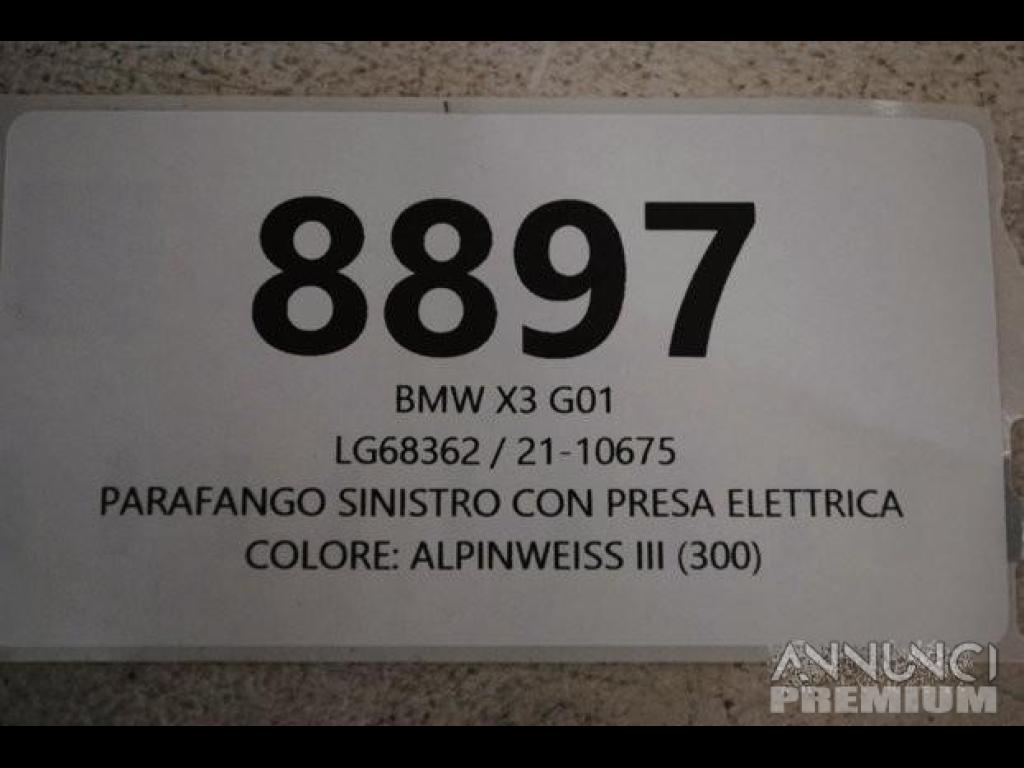 8897
BMW X3 G01
LG68362 / 21-10675
PARAFANGO SINISTRO CON PRESA ELETTRICA
COLORE: ALPINWEISS III (300)
ANNUNCI
PREMIUM